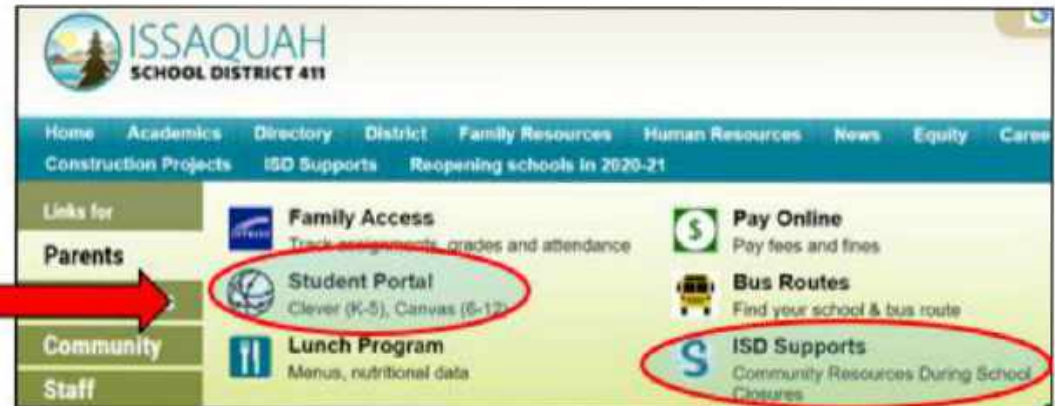 ISSAQUAH
SCHOOL DISTRICT 411
Home Academics Directory District Family Resources Human Resources News Equity Caree
Construction Projects ISD Supports Reopening schools in 2020-21
Links for
Parents
Community
Staff
Family Access
Track assignments, grades and attendance
Student Portal
Clever (K-5), Canvas (6-12)
Lunch Program
Menus, nutritional data
Pay Online
Pay fees and fines
Bus Routes
Find your school & bus route
ISD Supports
Community Resources During School
Closures